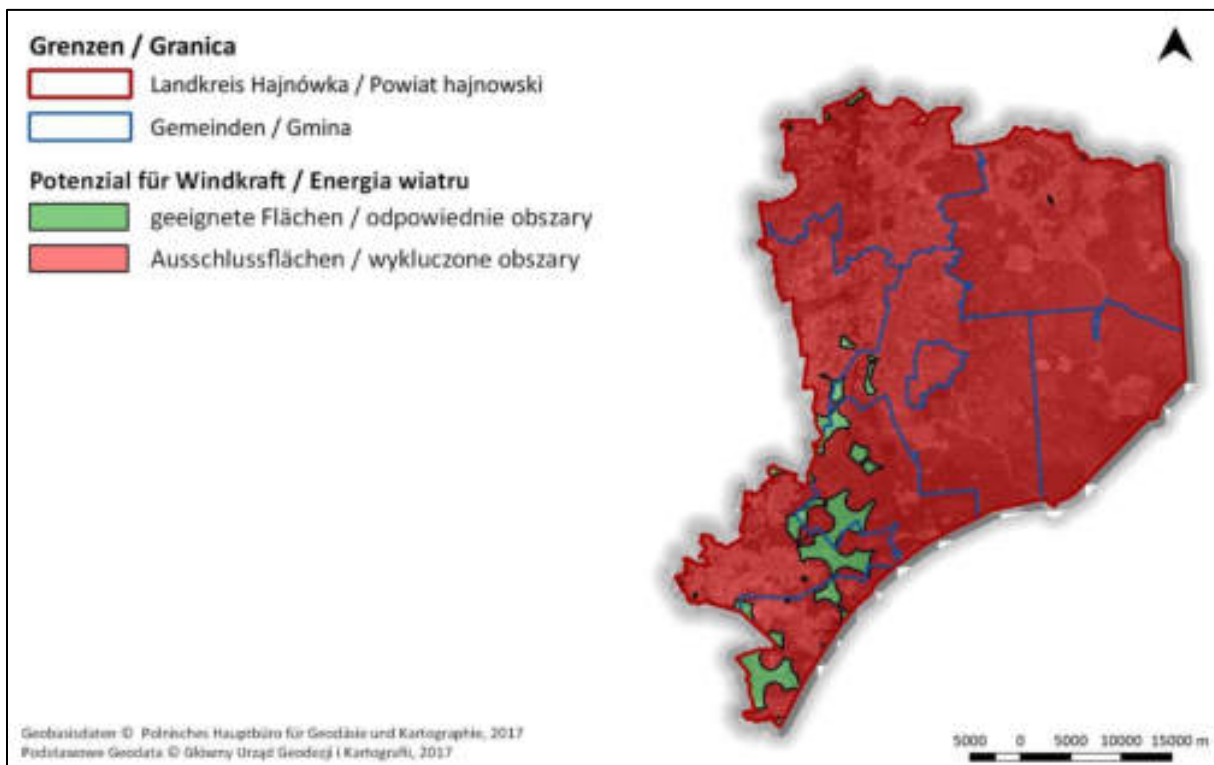 Grenzen / Granica
Landkreis Hajnówka / Powiat hajnowski
Gemeinden / Gmina
Potenzial für Windkraft / Energia wiatru
geeignete Flächen / odpowiednie obszary
Ausschlussflächen / wykluczone obszary
Geobasisdaten © Polnisches Hauptbüro für Geodäsie und Kartographie, 2017
Podstawowe Geodata © Główny Urząd Geodezji i Kartografii, 2017
5000 0 5000 10000 15000 m